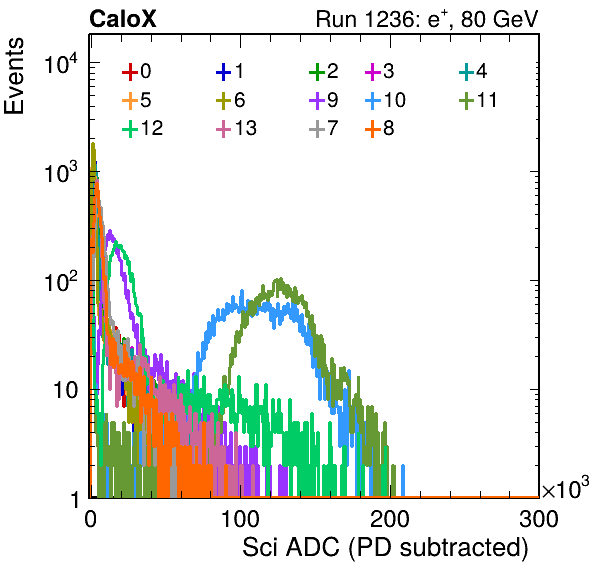 CaloX Run 1236: e⁺, 80 GeV
Events
10⁴
10³
10²
10
1
0 1 2 3 4
5 6 9 10 11
12 13 7 8
0 100 200 300
×10³
Sci ADC (PD subtracted)